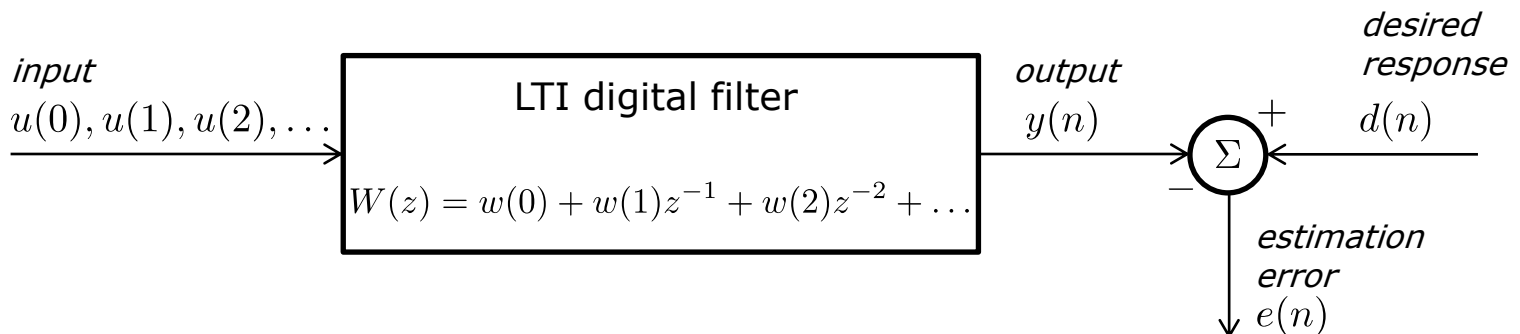 input
u(0), u(1), u(2), ...
LTI digital filter
W(z) = w(0) + w(1)z^{-1} + w(2)z^{-2} + ...
output
y(n)
Σ
+
−
desired
response
d(n)
estimation
error
e(n)